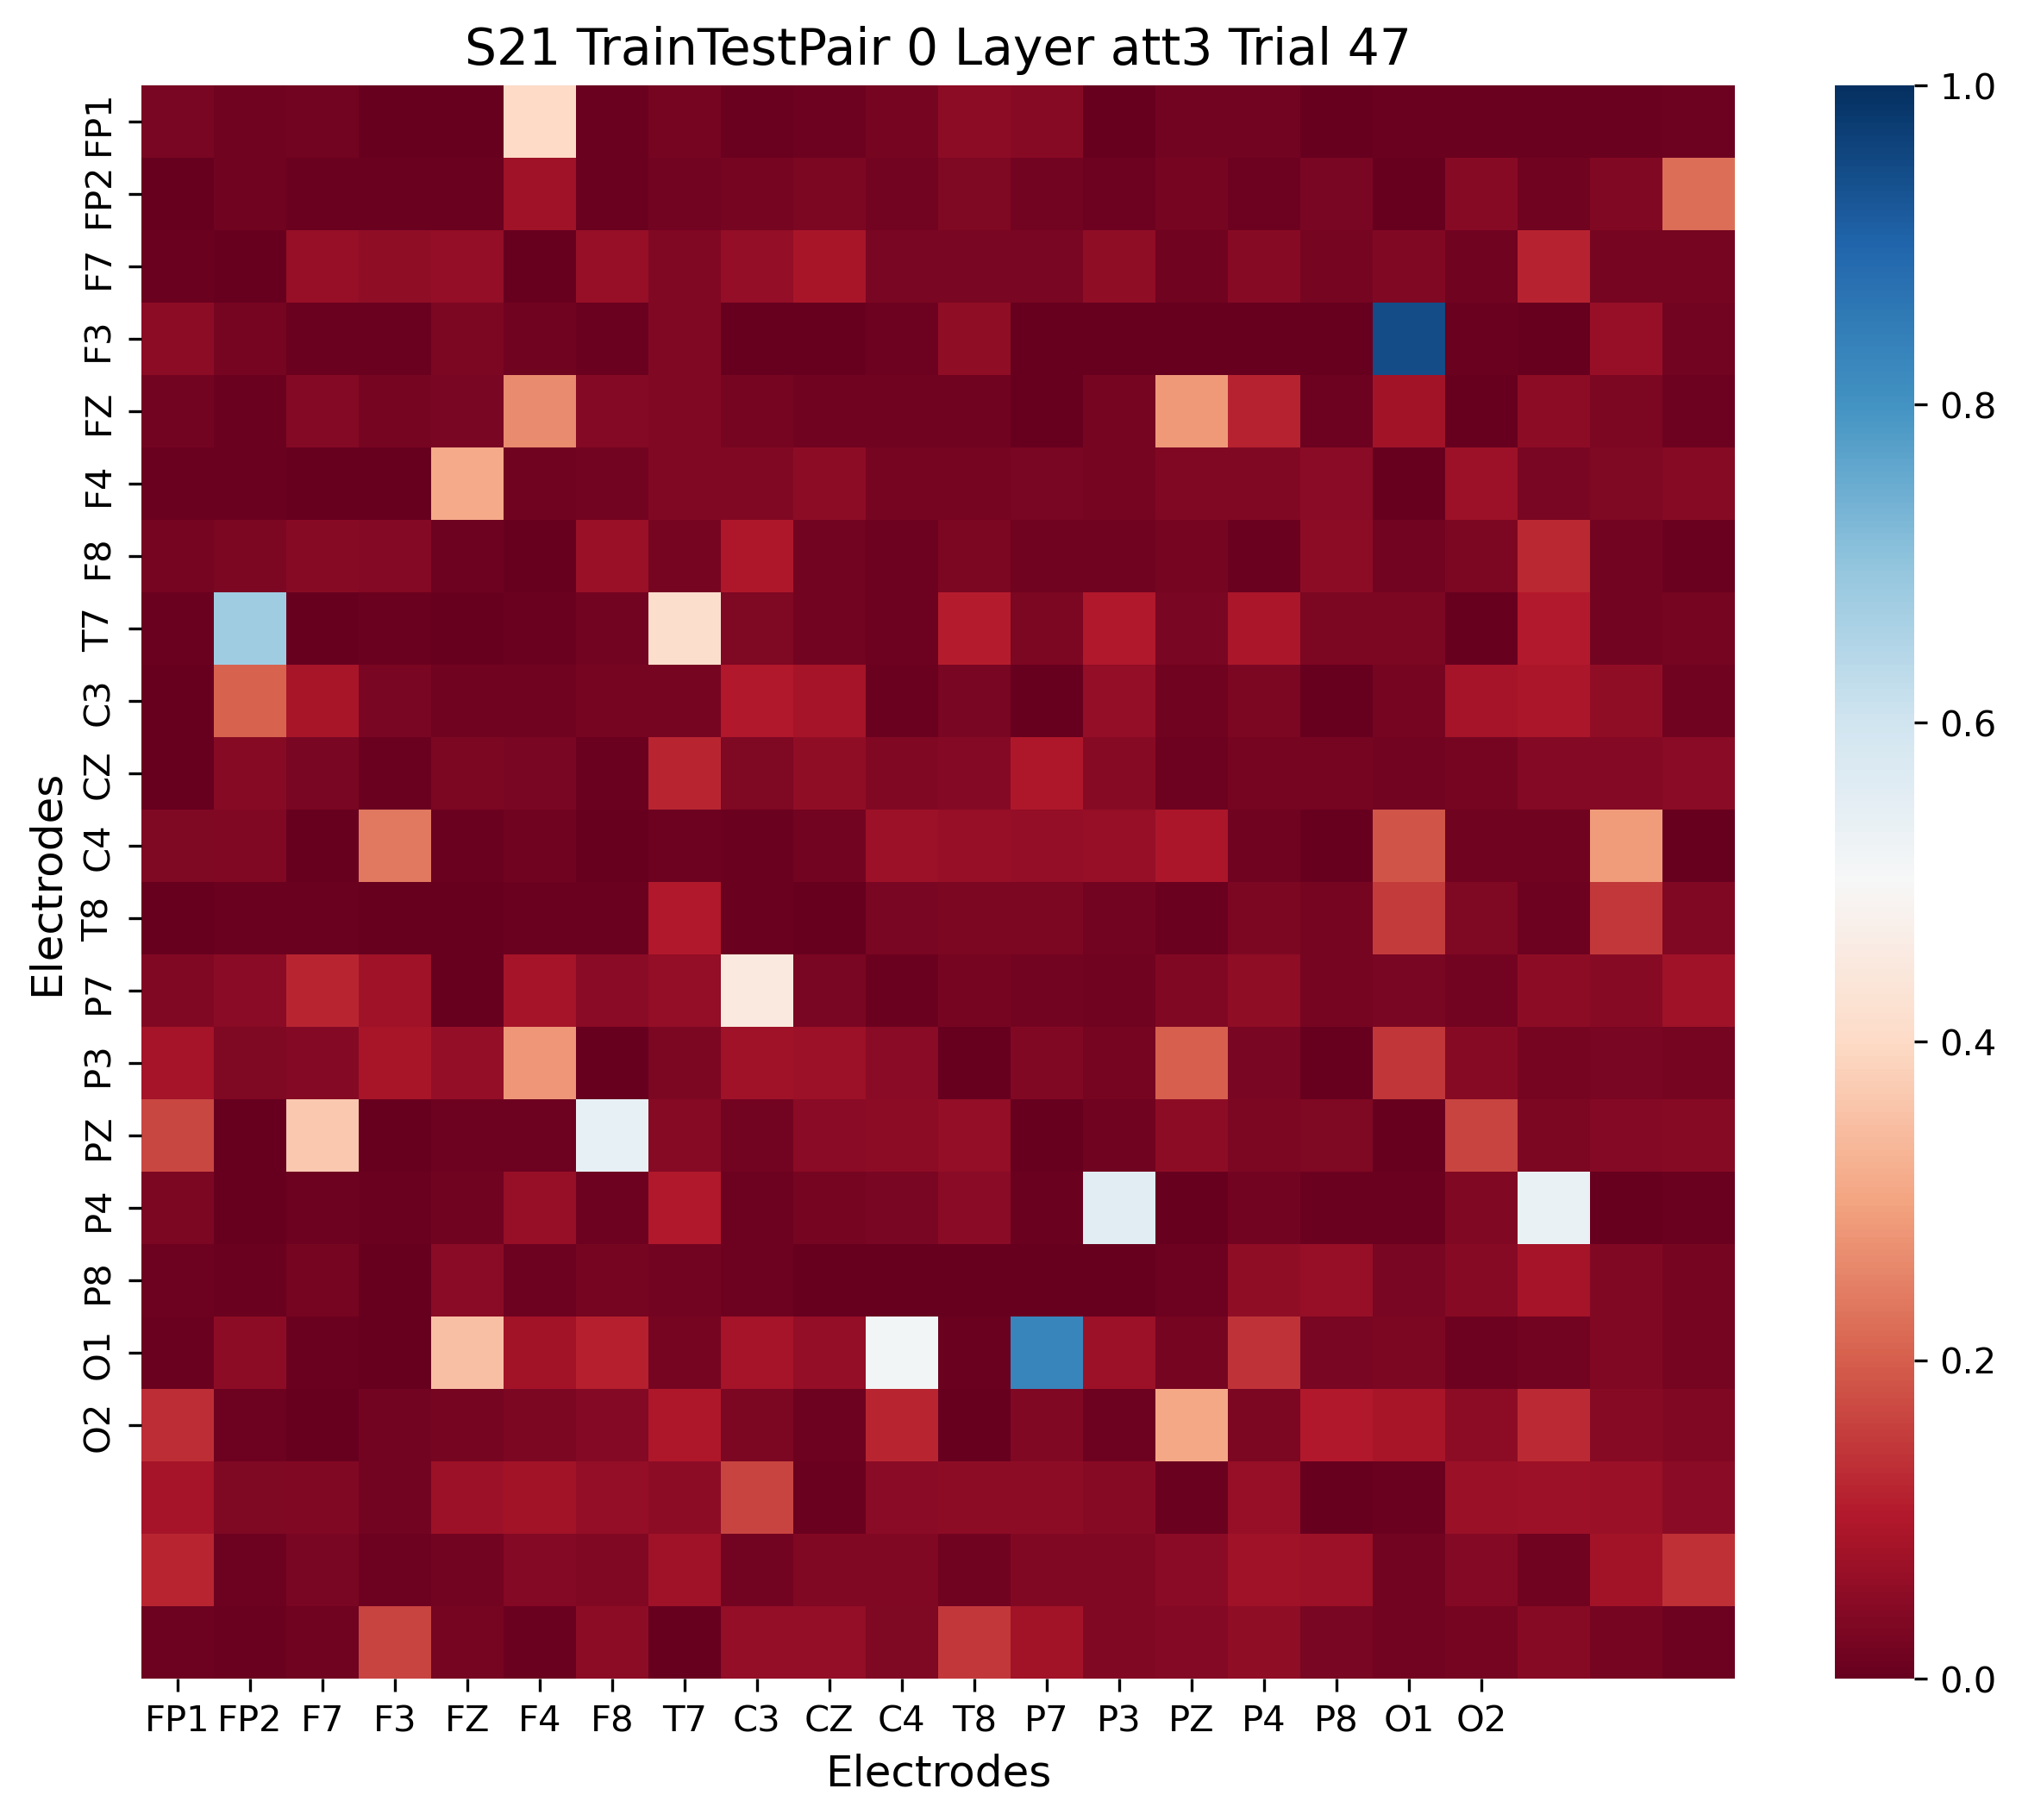 S21 TrainTestPair 0 Layer att3 Trial 47
Electrodes
FP1
FP2
F7
F3
FZ
F4
F8
T7
C3
CZ
C4
T8
P7
P3
PZ
P4
P8
O1
O2
FP1 FP2 F7 F3 FZ F4 F8 T7 C3 CZ C4 T8 P7 P3 PZ P4 P8 O1 O2
Electrodes
1.0
0.8
0.6
0.4
0.2
0.0